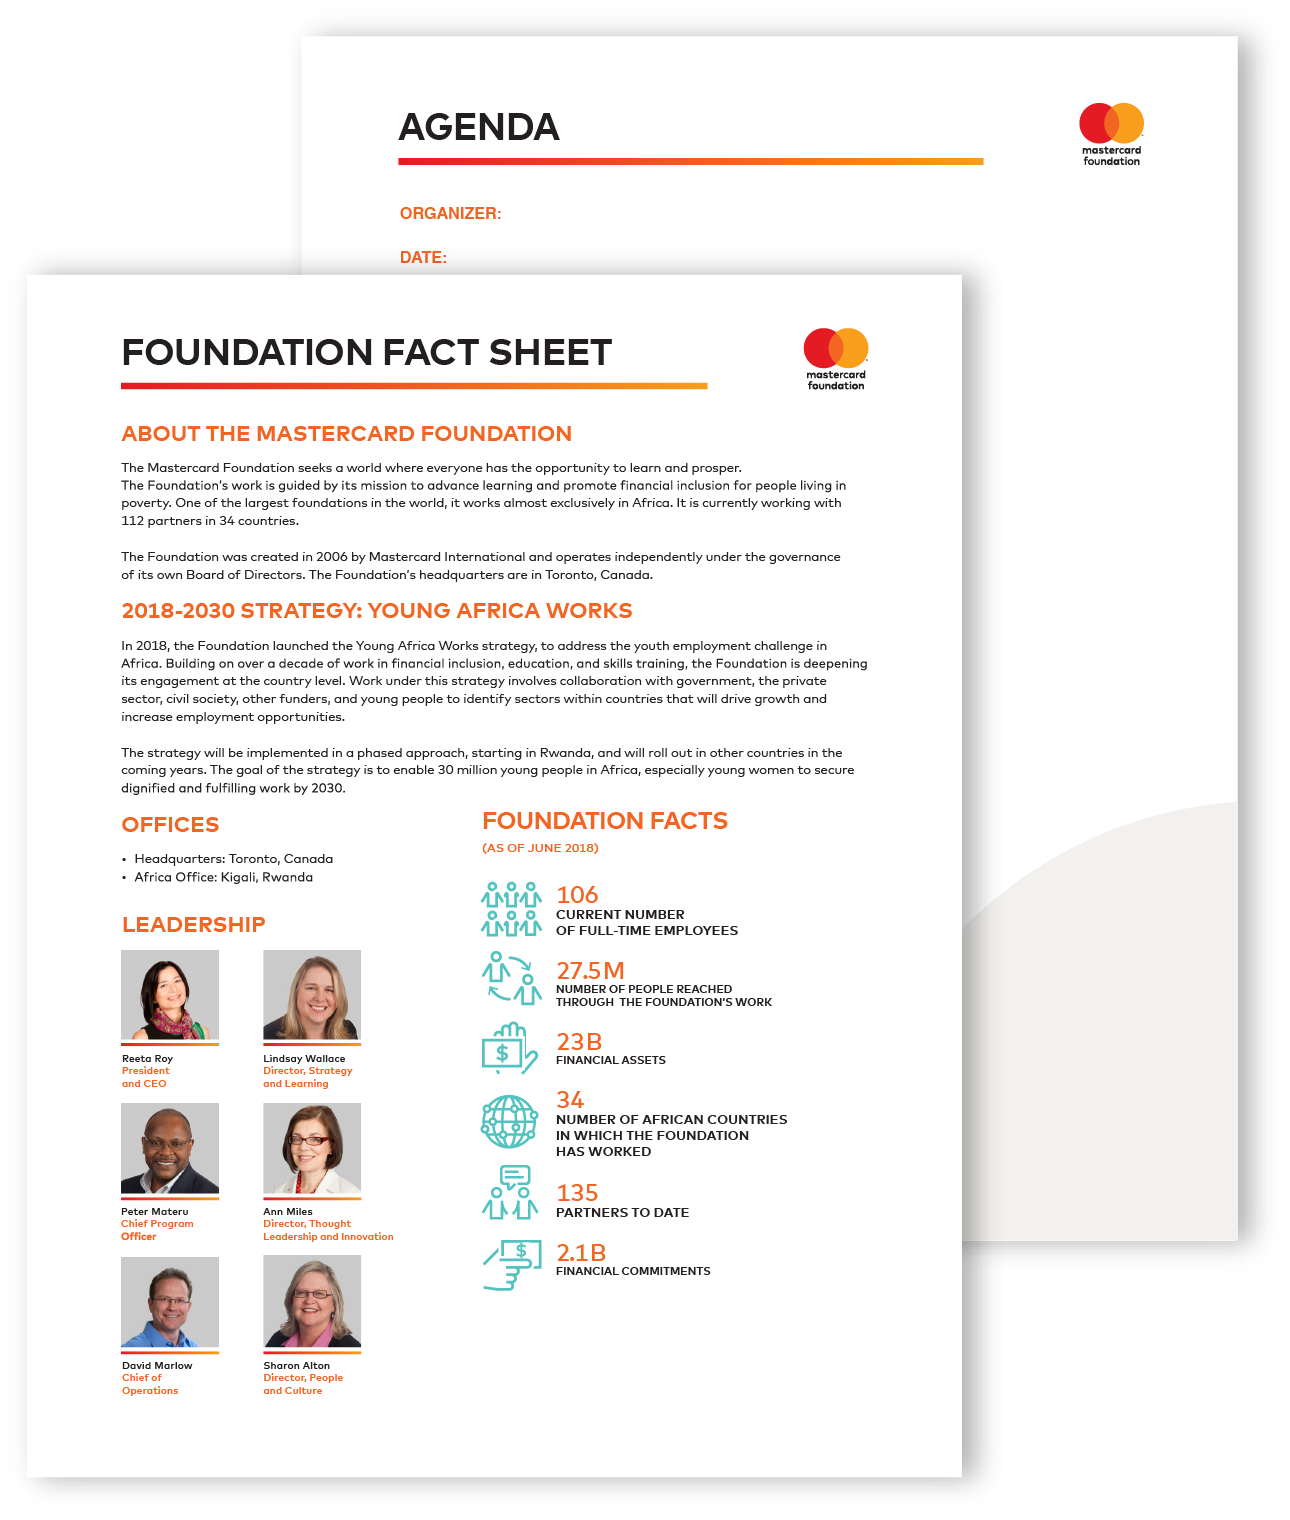 AGENDA
mastercard
foundation
ORGANIZER:
DATE:
FOUNDATION FACT SHEET
mastercard
foundation
ABOUT THE MASTERCARD FOUNDATION
The Mastercard Foundation seeks a world where everyone has the opportunity to learn and prosper.
The Foundation's work is guided by its mission to advance learning and promote financial inclusion for people living in
poverty. One of the largest foundations in the world, it works almost exclusively in Africa. It is currently working with
112 partners in 34 countries.
The Foundation was created in 2006 by Mastercard International and operates independently under the governance
of its own Board of Directors. The Foundation's headquarters are in Toronto, Canada.
2018-2030 STRATEGY: YOUNG AFRICA WORKS
In 2018, the Foundation launched the Young Africa Works strategy, to address the youth employment challenge in
Africa. Building on over a decade of work in financial inclusion, education, and skills training, the Foundation is deepening
its engagement at the country level. Work under this strategy involves collaboration with government, the private
sector, civil society, other funders, and young people to identify sectors within countries that will drive growth and
increase employment opportunities.
The strategy will be implemented in a phased approach, starting in Rwanda, and will roll out in other countries in the
coming years. The goal of the strategy is to enable 30 million young people in Africa, especially young women to secure
dignified and fulfilling work by 2030.
OFFICES
• Headquarters: Toronto, Canada
• Africa Office: Kigali, Rwanda
LEADERSHIP
Reeta Roy
President
and CEO
Lindsay Wallace
Director, Strategy
and Learning
Peter Materu
Chief Program
Officer
Ann Miles
Director, Thought
Leadership and Innovation
David Marlow
Chief of
Operations
Sharon Alton
Director, People
and Culture
FOUNDATION FACTS
(AS OF JUNE 2018)
106
CURRENT NUMBER
OF FULL-TIME EMPLOYEES
27.5M
NUMBER OF PEOPLE REACHED
THROUGH THE FOUNDATION'S WORK
$
23B
FINANCIAL ASSETS
34
NUMBER OF AFRICAN COUNTRIES
IN WHICH THE FOUNDATION
HAS WORKED
135
PARTNERS TO DATE
$
2.1B
FINANCIAL COMMITMENTS